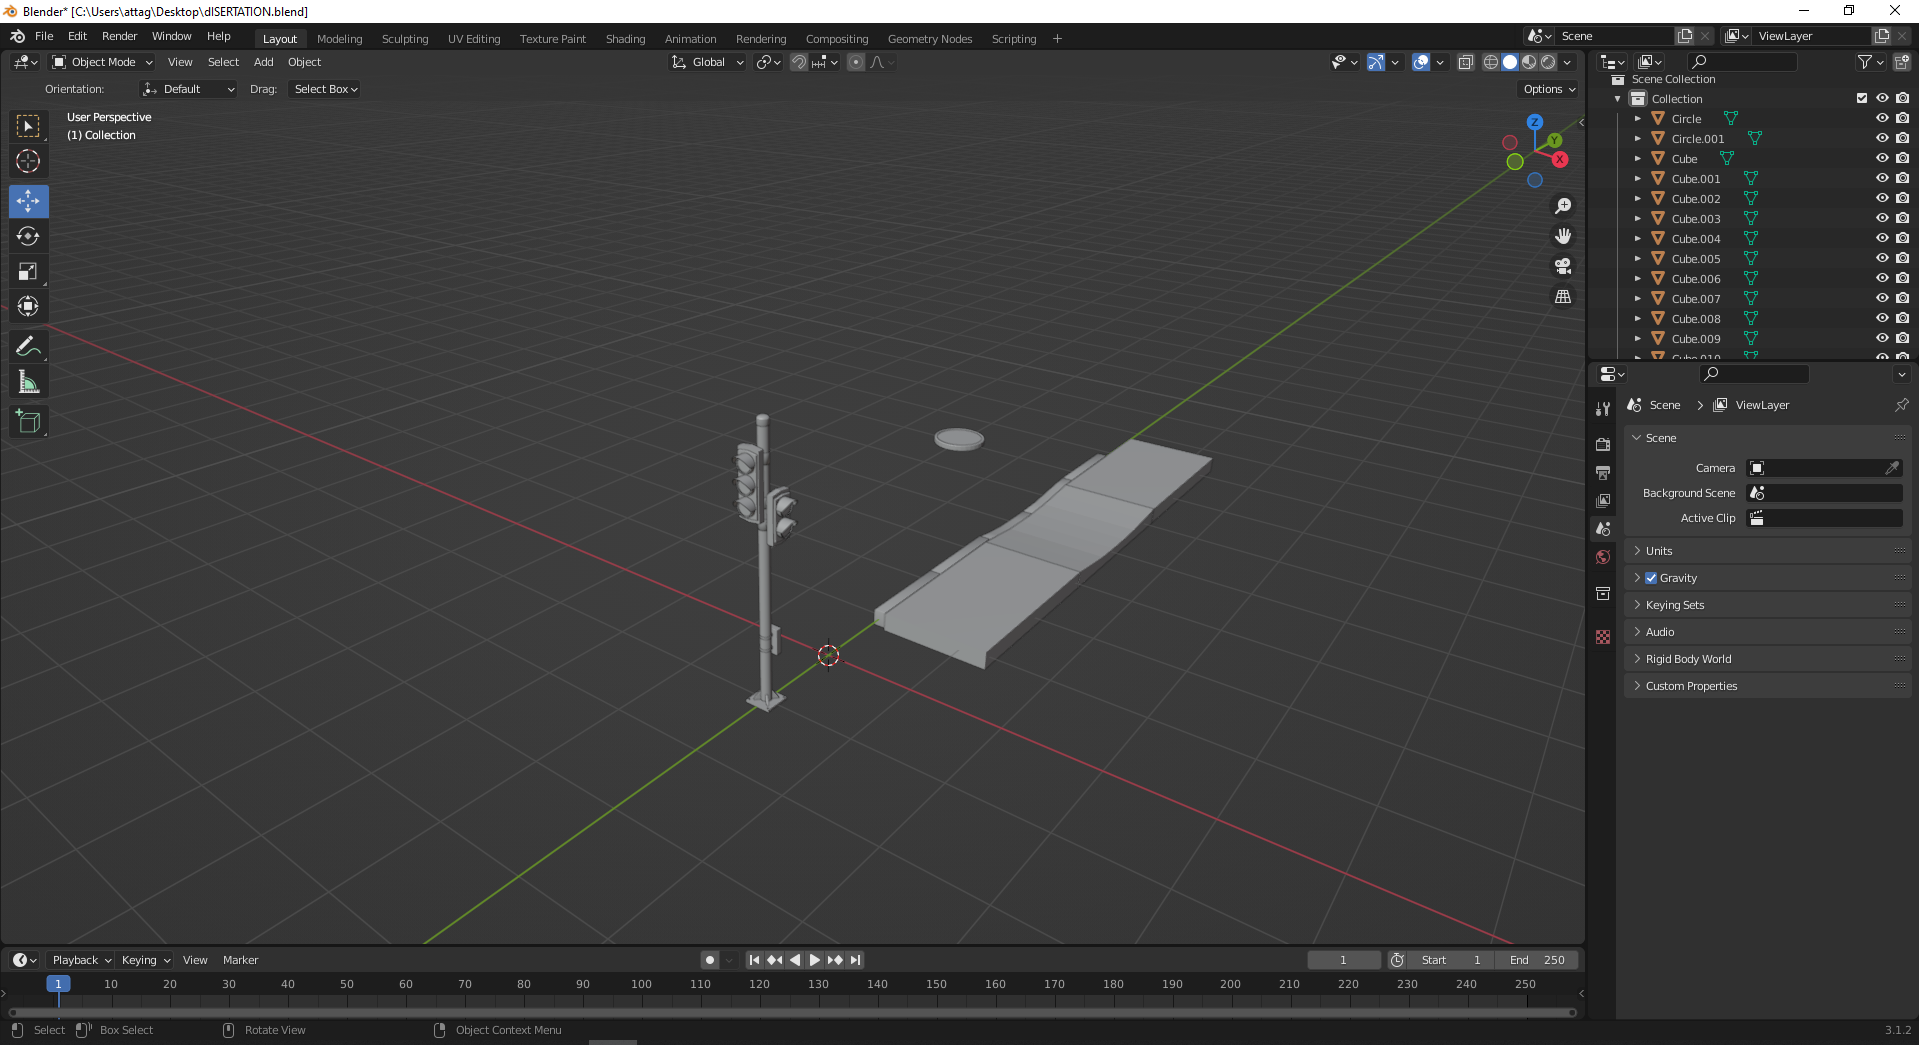 Blender* [C:\Users\attag\Desktop\dISERTATION.blend]
File Edit Render Window Help Layout Modeling Sculpting UV Editing Texture Paint Shading Animation Rendering Compositing Geometry Nodes Scripting + Scene ViewLayer
Object Mode View Select Add Object Global
Orientation: Default Drag: Select Box Options
User Perspective
(1) Collection
Z
Y
X
Scene Collection
Collection
Circle
Circle.001
Cube
Cube.001
Cube.002
Cube.003
Cube.004
Cube.005
Cube.006
Cube.007
Cube.008
Cube.009
Cube.010
Scene > ViewLayer
Scene
Camera
Background Scene
Active Clip
Units
Gravity
Keying Sets
Audio
Rigid Body World
Custom Properties
Playback Keying View Marker 1 Start 1 End 250
1 10 20 30 40 50 60 70 80 90 100 110 120 130 140 150 160 170 180 190 200 210 220 230 240 250
Select Box Select Rotate View Object Context Menu 3.1.2